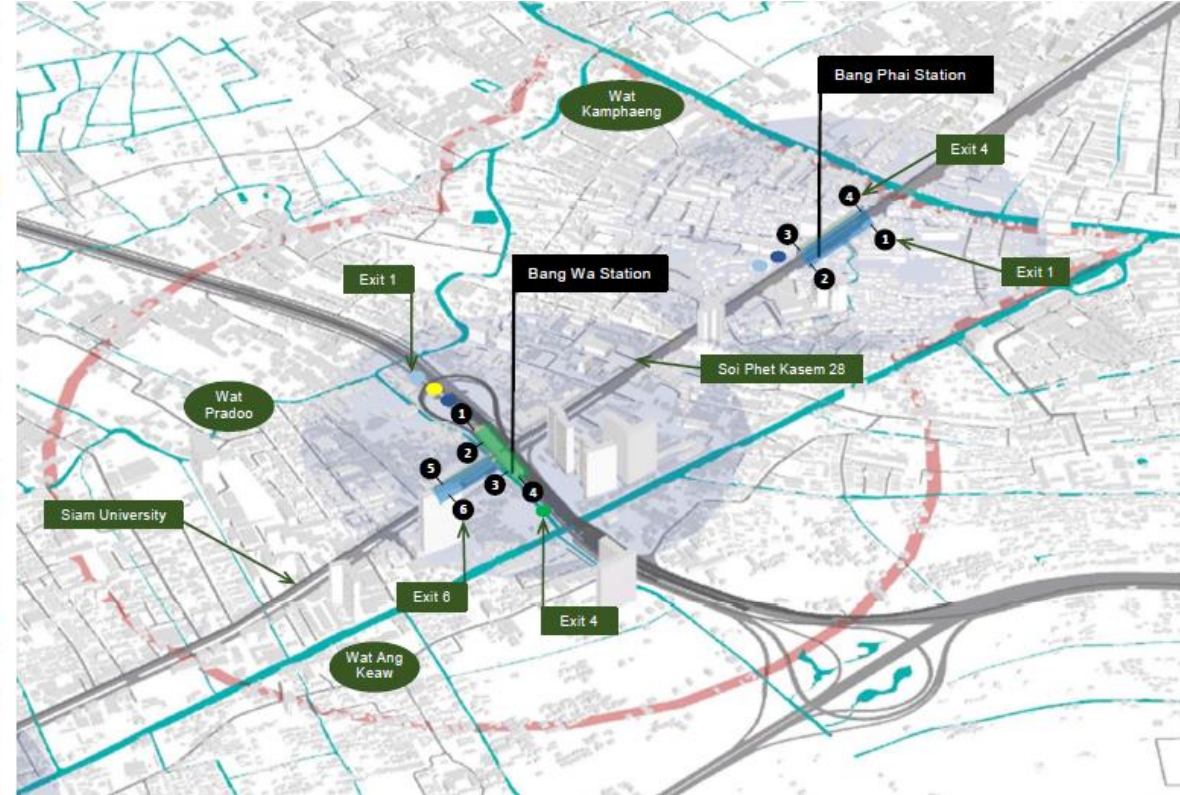 Bang Phai Station
Wat
Kamphaeng
Exit 4
4
3
1
2
Exit 1
Bang Wa Station
Exit 1
Soi Phet Kasem 28
Wat
Pradoo
1
2
5
3
4
6
Siam University
Exit 6
Exit 4
Wat Ang
Keaw